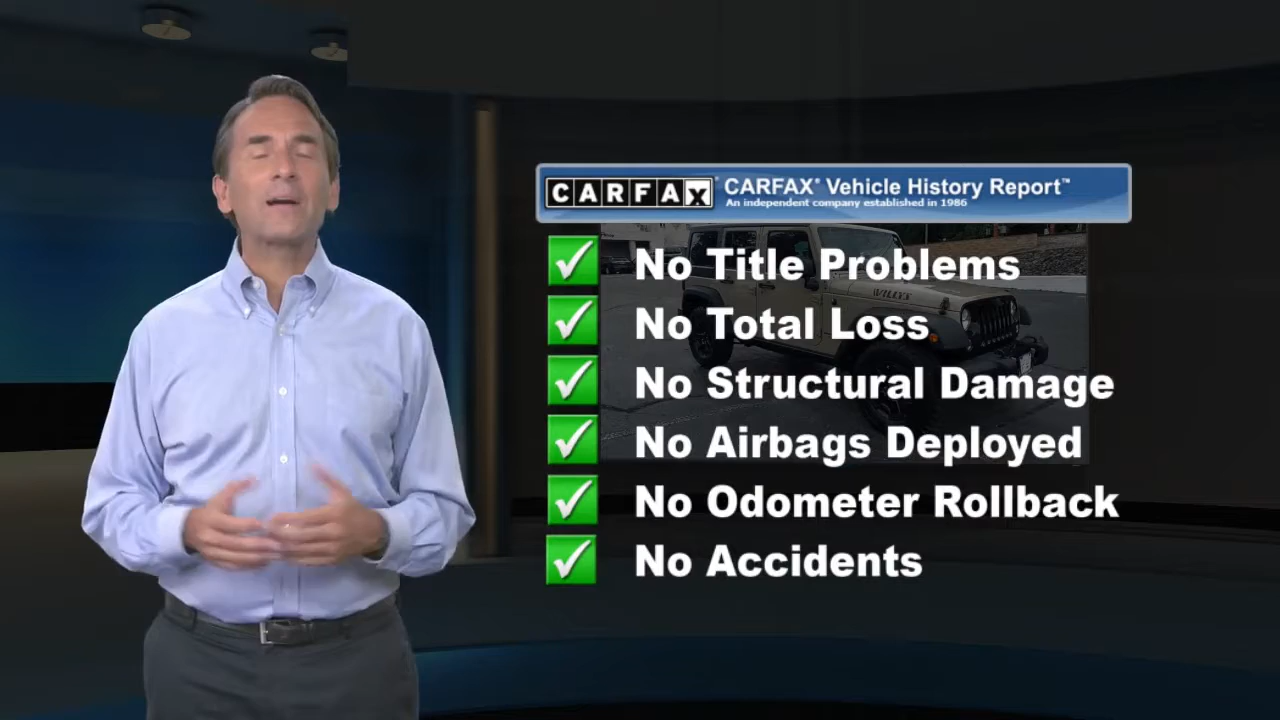 CARFAX CARFAX® Vehicle History Report™
An independent company established in 1986
No Title Problems
No Total Loss
No Structural Damage
No Airbags Deployed
No Odometer Rollback
No Accidents
WILLYS